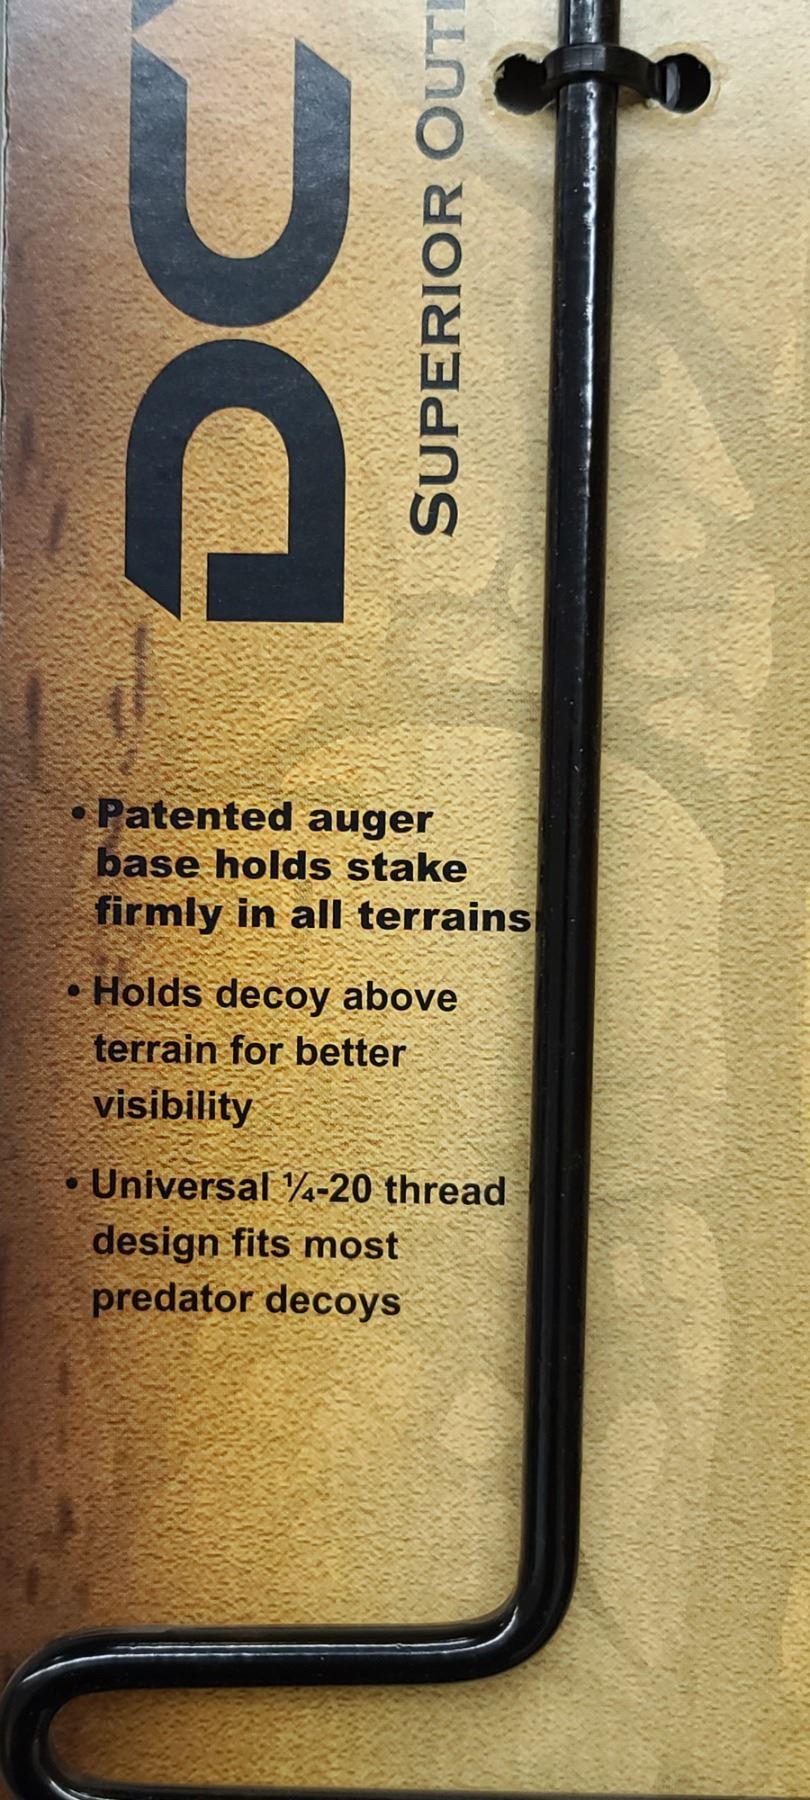 SUPERIOR
• Patented auger
base holds stake
firmly in all terrains
• Holds decoy above
terrain for better
visibility
• Universal ¼-20 thread
design fits most
predator decoys